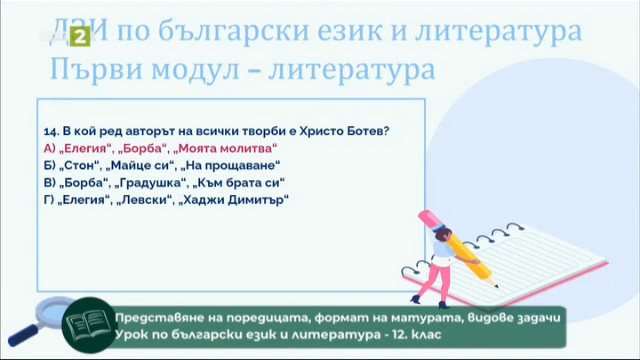 ДЗИ по български език и литература
2
Първи модул – литература
14. В кой ред авторът на всички творби е Христо Ботев?
А) „Елегия“, „Борба“, „Моята молитва“
Б) „Стон“, „Майце си“, „На прощаване“
В) „Борба“, „Градушка“, „Към брата си“
Г) „Елегия“, „Левски“, „Хаджи Димитър“
Представяне на поредицата, формат на матурата, видове задачи
Урок по български език и литература - 12. клас